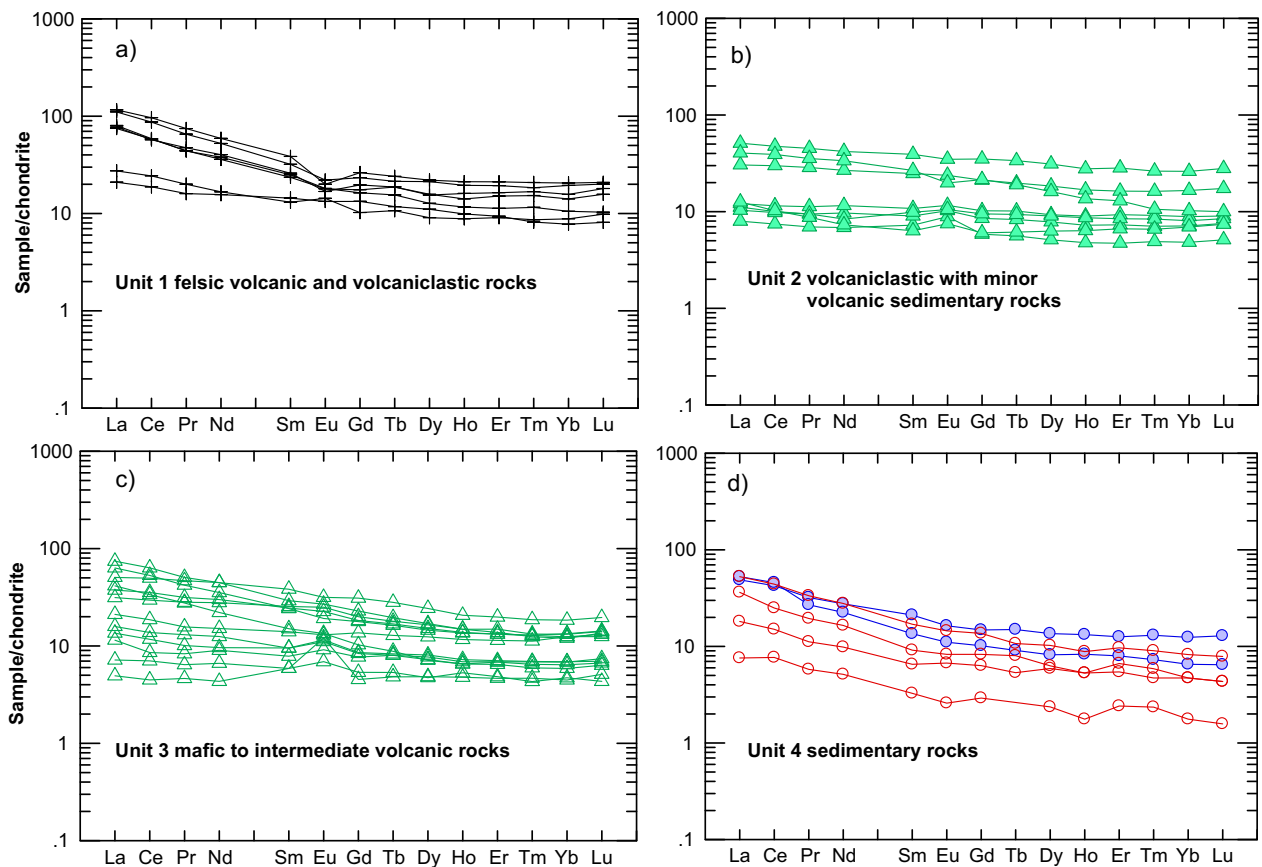 1000
100
10
1
.1
Sample/chondrite
a)
Unit 1 felsic volcanic and volcaniclastic rocks
La Ce Pr Nd Sm Eu Gd Tb Dy Ho Er Tm Yb Lu
1000
100
10
1
.1
b)
Unit 2 volcaniclastic with minor
volcanic sedimentary rocks
La Ce Pr Nd Sm Eu Gd Tb Dy Ho Er Tm Yb Lu
1000
100
10
1
.1
Sample/chondrite
c)
Unit 3 mafic to intermediate volcanic rocks
La Ce Pr Nd Sm Eu Gd Tb Dy Ho Er Tm Yb Lu
1000
100
10
1
.1
d)
Unit 4 sedimentary rocks
La Ce Pr Nd Sm Eu Gd Tb Dy Ho Er Tm Yb Lu